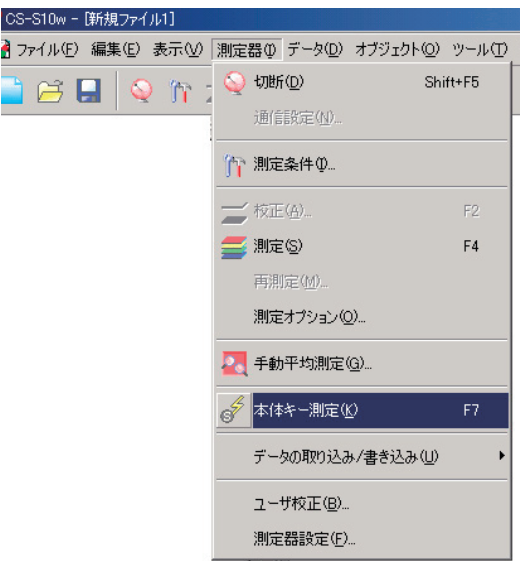 CS-S10w - [新規ファイル1]
ファイル(F) 編集(E) 表示(V) 測定器(I) データ(D) オブジェクト(O) ツール(T)
切断(D) Shift+F5
通信設定(N)...
測定条件(I)...
校正(A)... F2
測定(S) F4
再測定(M)...
測定オプション(O)...
手動平均測定(G)...
本体キー測定(K) F7
データの取り込み/書き込み(U)
ユーザ校正(B)...
測定器設定(F)...